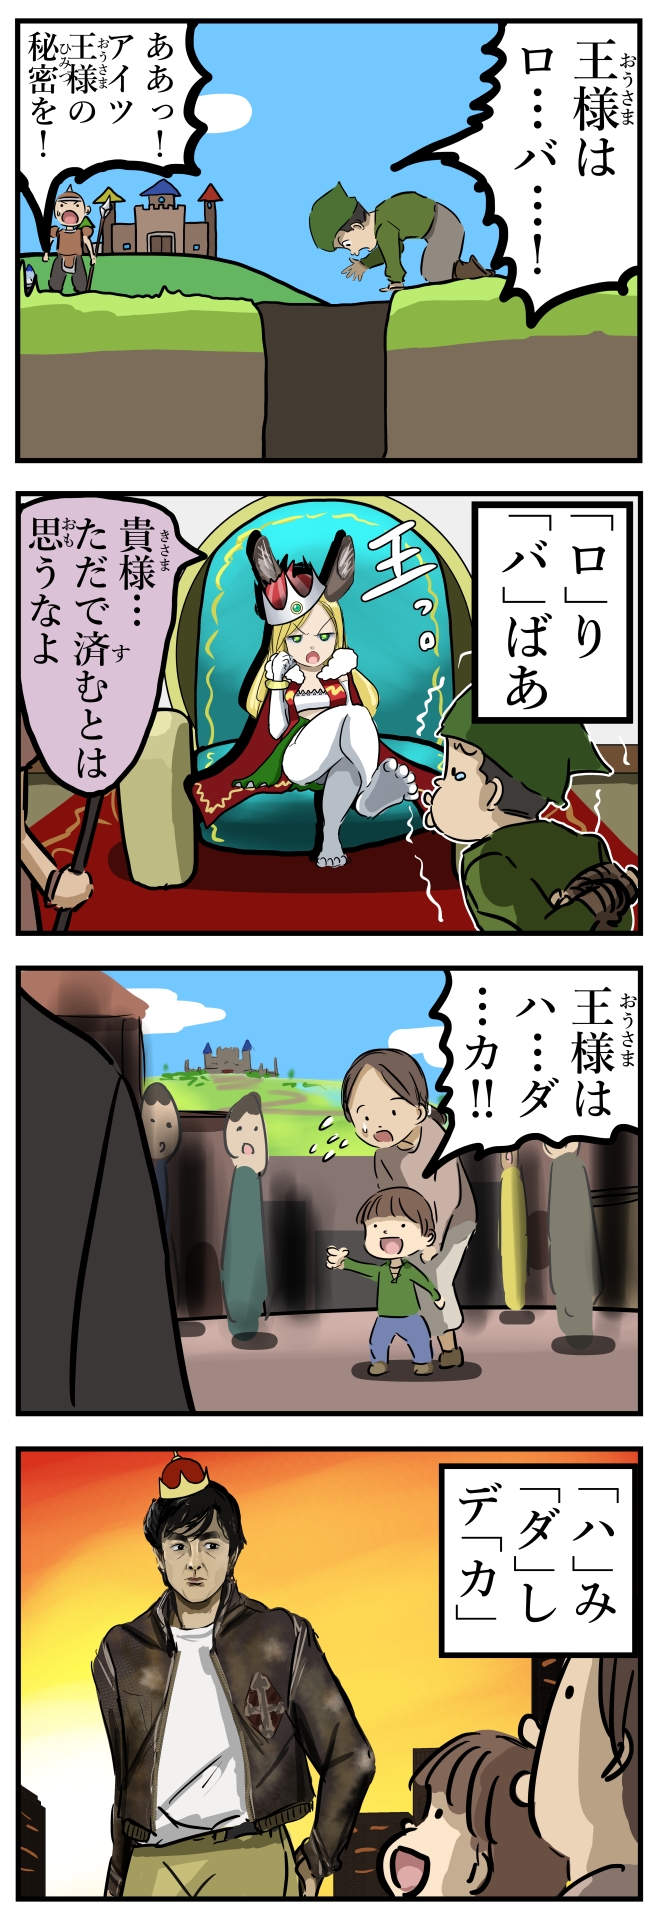 王様は
ロ…バ…!
ああっ!
アイツ
王様の
秘密を!
「ロ」り
「バ」ばあ
王っ。
貴様…
ただで済むとは
思うなよ
王様は
ハ…ダ
…カ!!
「ハ」み
「ダ」し
デ「カ」